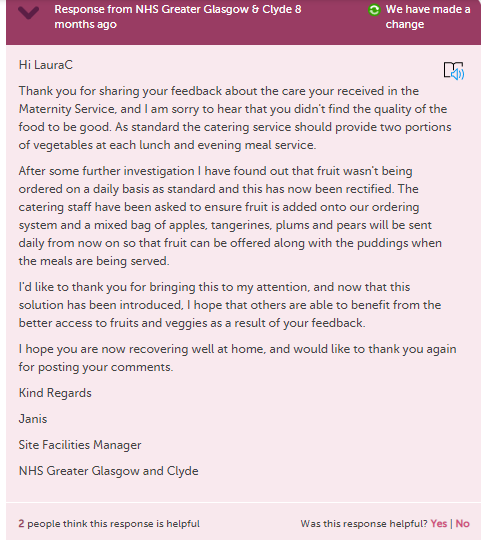 Response from NHS Greater Glasgow & Clyde 8
months ago
We have made a
change
Hi LauraC
Thank you for sharing your feedback about the care your received in the
Maternity Service, and I am sorry to hear that you didn't find the quality of the
food to be good. As standard the catering service should provide two portions
of vegetables at each lunch and evening meal service.
After some further investigation I have found out that fruit wasn't being
ordered on a daily basis as standard and this has now been rectified. The
catering staff have been asked to ensure fruit is added onto our ordering
system and a mixed bag of apples, tangerines, plums and pears will be sent
daily from now on so that fruit can be offered along with the puddings when
the meals are being served.
I'd like to thank you for bringing this to my attention, and now that this
solution has been introduced, I hope that others are able to benefit from the
better access to fruits and veggies as a result of your feedback.
I hope you are now recovering well at home, and would like to thank you again
for posting your comments.
Kind Regards
Janis
Site Facilities Manager
NHS Greater Glasgow and Clyde
2 people think this response is helpful
Was this response helpful? Yes | No